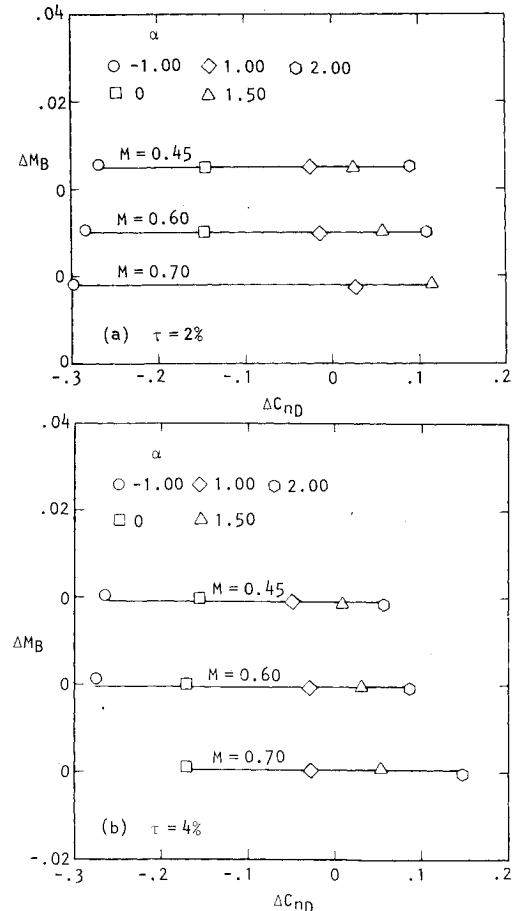 .04
α
○ -1.00 ◇ 1.00 ⬡ 2.00
□ 0 △ 1.50
.02
M = 0.45
ΔM_B
0
M = 0.60
0
M = 0.70
(a) τ = 2%
0
-.3 -.2 -.1 0 .1 .2
ΔC_nD
.04
α
○ -1.00 ◇ 1.00 ⬡ 2.00
□ 0 △ 1.50
.02
M = 0.45
0
ΔM_B
M = 0.60
0
M = 0.70
0
(b) τ = 4%
-.02
-.3 -.2 -.1 0 .1 .2
ΔC_nD